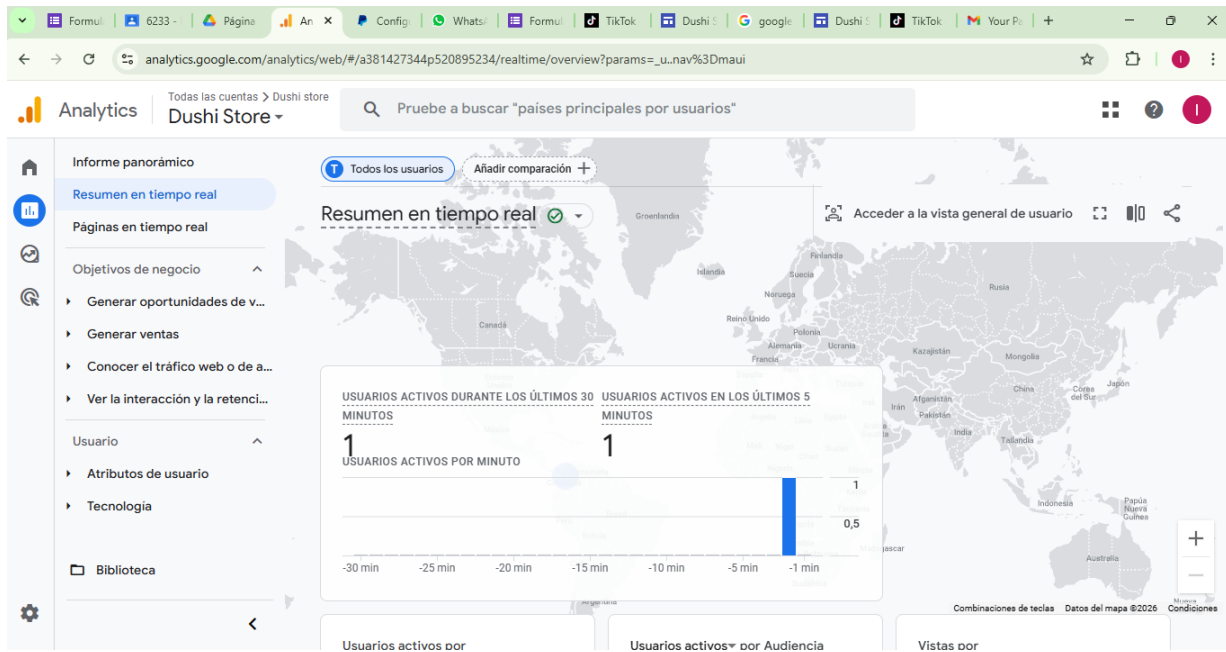 Formul
6233 -
Página
An
Config
WhatsA
Formul
TikTok
Dushi S
google
Dushi S
TikTok
Your Pa
analytics.google.com/analytics/web/#/a381427344p520895234/realtime/overview?params=_u..nav%3Dmaui
I
Analytics
Todas las cuentas > Dushi store
Dushi Store
Pruebe a buscar "países principales por usuarios"
I
Informe panorámico
Resumen en tiempo real
Páginas en tiempo real
Objetivos de negocio
Generar oportunidades de v...
Generar ventas
Conocer el tráfico web o de a...
Ver la interacción y la retenci...
Usuario
Atributos de usuario
Tecnología
Biblioteca
T Todos los usuarios
Añadir comparación
Resumen en tiempo real
Acceder a la vista general de usuario
Groenlandia
Islandia
Finlandia
Suecia
Noruega
Rusia
Reino Unido
Polonia
Alemania
Ucrania
Francia
Canadá
Kazajistán
Mongolia
China
Corea del Sur
Japón
Afganistán
Irán
Pakistán
India
Tailandia
Indonesia
Papúa Nueva Guinea
Australia
Argentina
USUARIOS ACTIVOS DURANTE LOS ÚLTIMOS 30 MINUTOS
1
USUARIOS ACTIVOS EN LOS ÚLTIMOS 5 MINUTOS
1
USUARIOS ACTIVOS POR MINUTO
1
0,5
-30 min
-25 min
-20 min
-15 min
-10 min
-5 min
-1 min
Combinaciones de teclas
Datos del mapa ©2026
Condiciones
Usuarios activos por
Usuarios activos por Audiencia
Vistas por